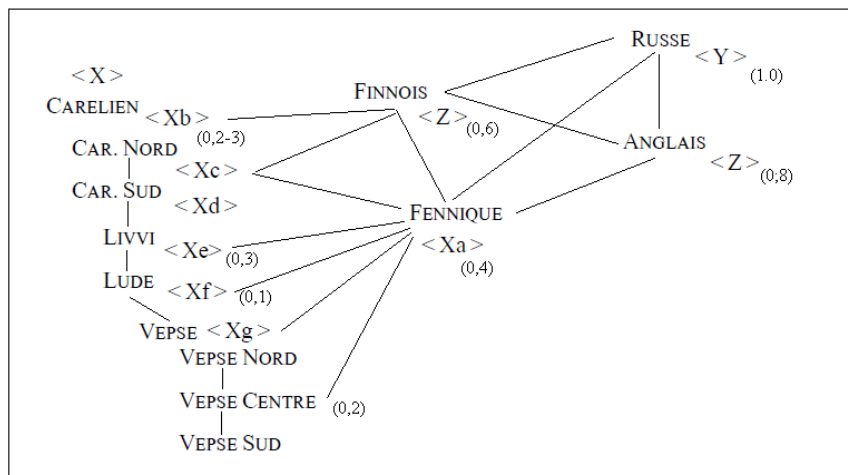 RUSSE
<Y> (1.0)
<X>
CARELIEN
<Xb> (0,2-3)
FINNOIS
<Z> (0,6)
ANGLAIS
<Z> (0,8)
CAR. NORD
<Xc>
CAR. SUD
<Xd>
FENNIQUE
<Xa>
(0,4)
LIVVI
<Xe> (0,3)
LUDE
<Xf> (0,1)
VEPSE <Xg>
VEPSE NORD
VEPSE CENTRE (0,2)
VEPSE SUD